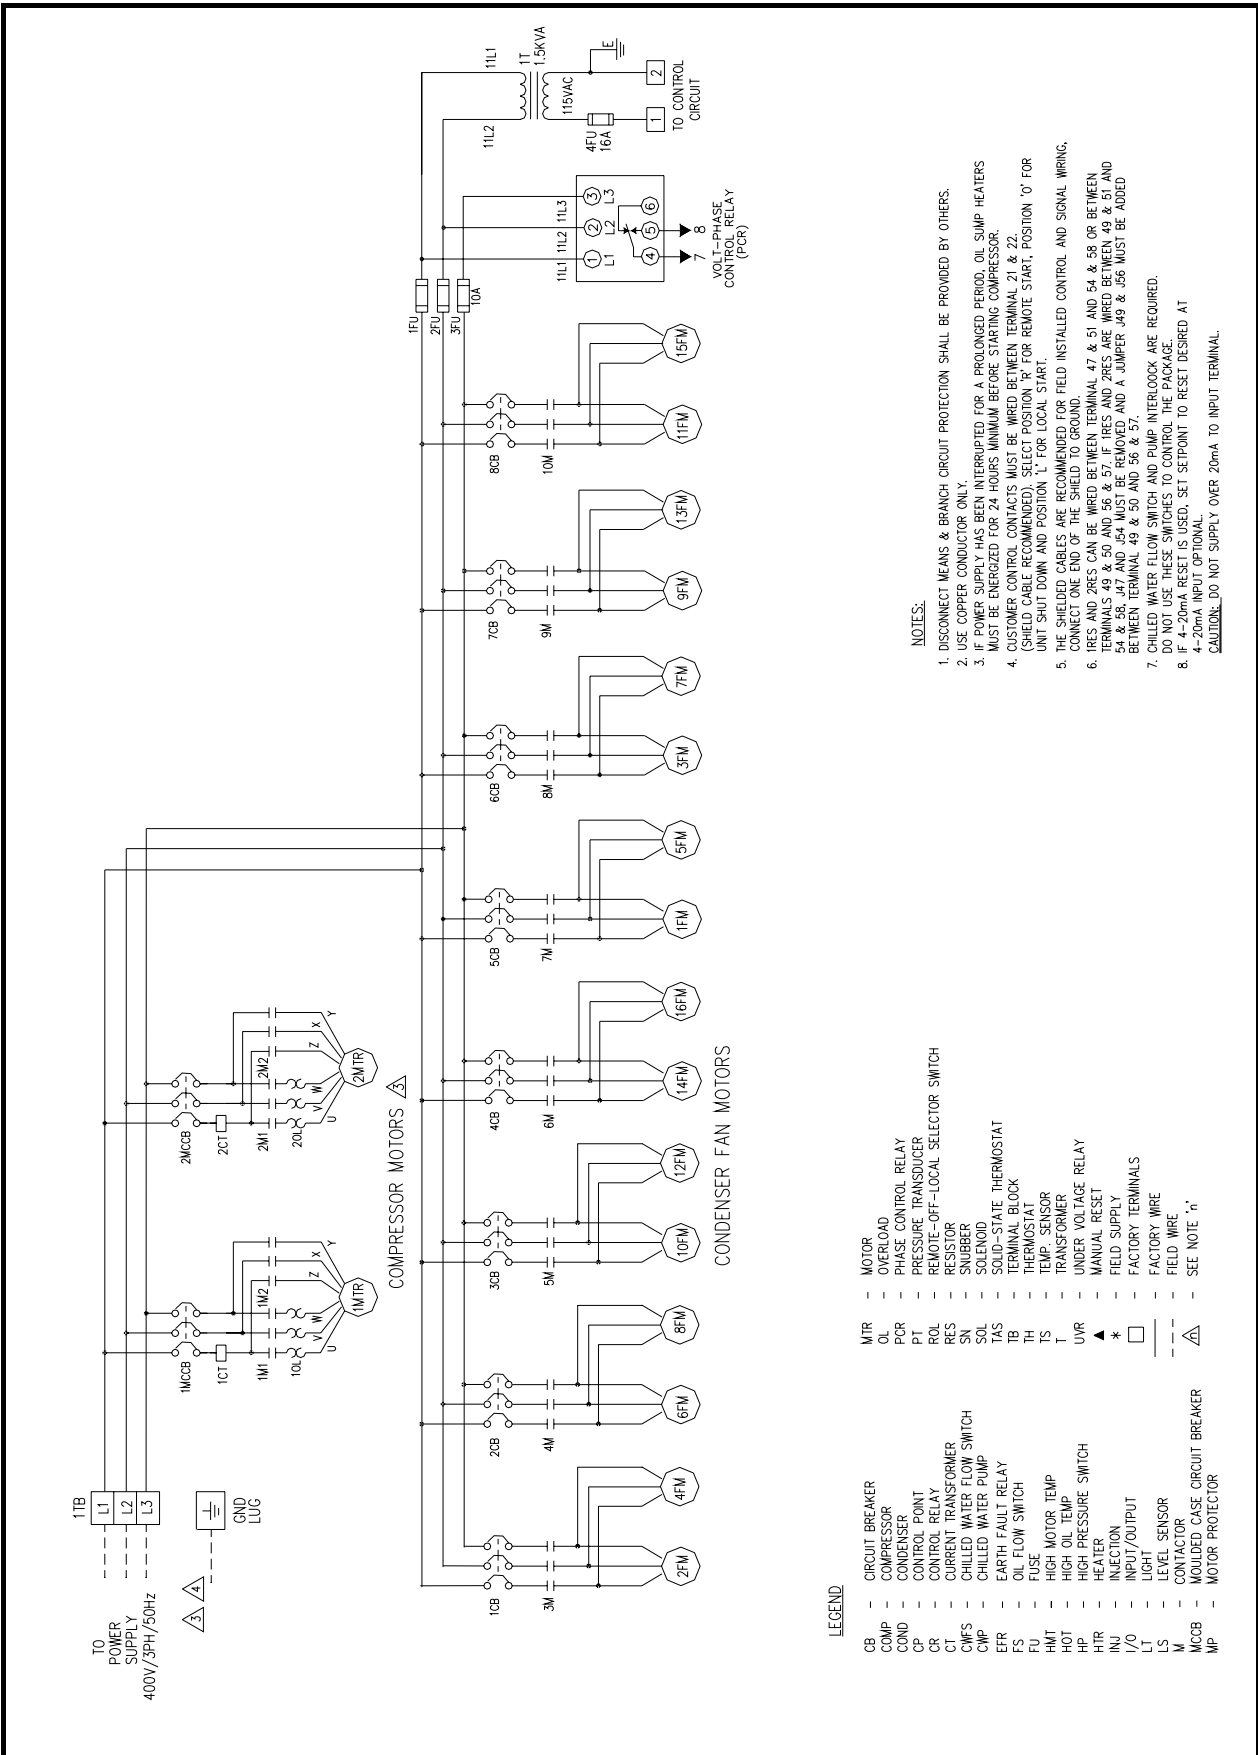 1TB
L1
L2
L3
TO
POWER
SUPPLY
400V/3PH/50Hz
3
4
GND
LUG
1MCCB
1CT
1M1
1M2
1OL
U
V
W
Z
X
Y
1MTR
2MCCB
2CT
2M1
2M2
2OL
U
V
W
Z
X
Y
2MTR
COMPRESSOR MOTORS
3
1CB
3M
2FM
4FM
2CB
4M
6FM
8FM
3CB
5M
10FM
12FM
4CB
6M
14FM
16FM
5CB
7M
1FM
5FM
6CB
8M
3FM
7FM
7CB
9M
9FM
13FM
8CB
10M
11FM
15FM
CONDENSER FAN MOTORS
1FU
2FU
3FU
10A
11L1
11L2
11L3
1
2
3
L1
L2
L3
4
5
6
7
8
VOLT-PHASE
CONTROL RELAY
(PCR)
11L2
11L1
1T
1.5KVA
115VAC
E
4FU
16A
1
2
TO CONTROL
CIRCUIT
LEGEND
CB - CIRCUIT BREAKER
COMP - COMPRESSOR
COND - CONDENSER
CP - CONTROL POINT
CR - CONTROL RELAY
CT - CURRENT TRANSFORMER
CWFS - CHILLED WATER FLOW SWITCH
CWP - CHILLED WATER PUMP
EFR - EARTH FAULT RELAY
FS - OIL FLOW SWITCH
FU - FUSE
HMT - HIGH MOTOR TEMP
HOT - HIGH OIL TEMP
HP - HIGH PRESSURE SWITCH
HTR - HEATER
INJ - INJECTION
I/O - INPUT/OUTPUT
LT - LIGHT
LS - LEVEL SENSOR
M - CONTACTOR
MCCB - MOULDED CASE CIRCUIT BREAKER
MP - MOTOR PROTECTOR
MTR - MOTOR
OL - OVERLOAD
PCR - PHASE CONTROL RELAY
PT - PRESSURE TRANSDUCER
ROL - REMOTE-OFF-LOCAL SELECTOR SWITCH
RES - RESISTOR
SN - SNUBBER
SOL - SOLENOID
TAS - SOLID-STATE THERMOSTAT
TB - TERMINAL BLOCK
TH - THERMOSTAT
TS - TEMP. SENSOR
T - TRANSFORMER
UVR - UNDER VOLTAGE RELAY
▲ - MANUAL RESET
* - FIELD SUPPLY
□ - FACTORY TERMINALS
- FACTORY WIRE
- FIELD WIRE
n - SEE NOTE 'n'
NOTES:
1. DISCONNECT MEANS & BRANCH CIRCUIT PROTECTION SHALL BE PROVIDED BY OTHERS.
2. USE COPPER CONDUCTOR ONLY.
3. IF POWER SUPPLY HAS BEEN INTERRUPTED FOR A PROLONGED PERIOD, OIL SUMP HEATERS
MUST BE ENERGIZED FOR 24 HOURS MINIMUM BEFORE STARTING COMPRESSOR.
4. CUSTOMER CONTROL CONTACTS MUST BE WIRED BETWEEN TERMINAL 21 & 22.
(SHIELD CABLE RECOMMENDED). SELECT POSITION 'R' FOR REMOTE START, POSITION 'O' FOR
UNIT SHUT DOWN AND POSITION 'L' FOR LOCAL START.
5. THE SHIELDED CABLES ARE RECOMMENDED FOR FIELD INSTALLED CONTROL AND SIGNAL WIRING,
CONNECT ONE END OF THE SHIELD TO GROUND.
6. 1RES AND 2RES CAN BE WIRED BETWEEN TERMINAL 47 & 51 AND 54 & 58 OR BETWEEN
TERMINALS 49 & 50 AND 56 & 57. IF 1RES AND 2RES ARE WIRED BETWEEN 49 & 51 AND
54 & 58, J47 AND J54 MUST BE REMOVED AND A JUMPER J49 & J56 MUST BE ADDED
BETWEEN TERMINAL 49 & 50 AND 56 & 57.
7. CHILLED WATER FLLOW SWITCH AND PUMP INTERLOOCK ARE REQUIRED.
DO NOT USE THESE SWITCHES TO CONTROL THE PACKAGE.
8. IF 4-20mA RESET IS USED, SET SETPOINT TO RESET DESIRED AT
4-20mA INPUT OPTIONAL.
CAUTION: DO NOT SUPPLY OVER 20mA TO INPUT TERMINAL.